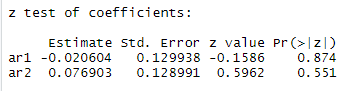 z test of coefficients:
Estimate Std. Error z value Pr(>|z|)
ar1 -0.020604 0.129938 -0.1586 0.874
ar2 0.076903 0.128991 0.5962 0.551